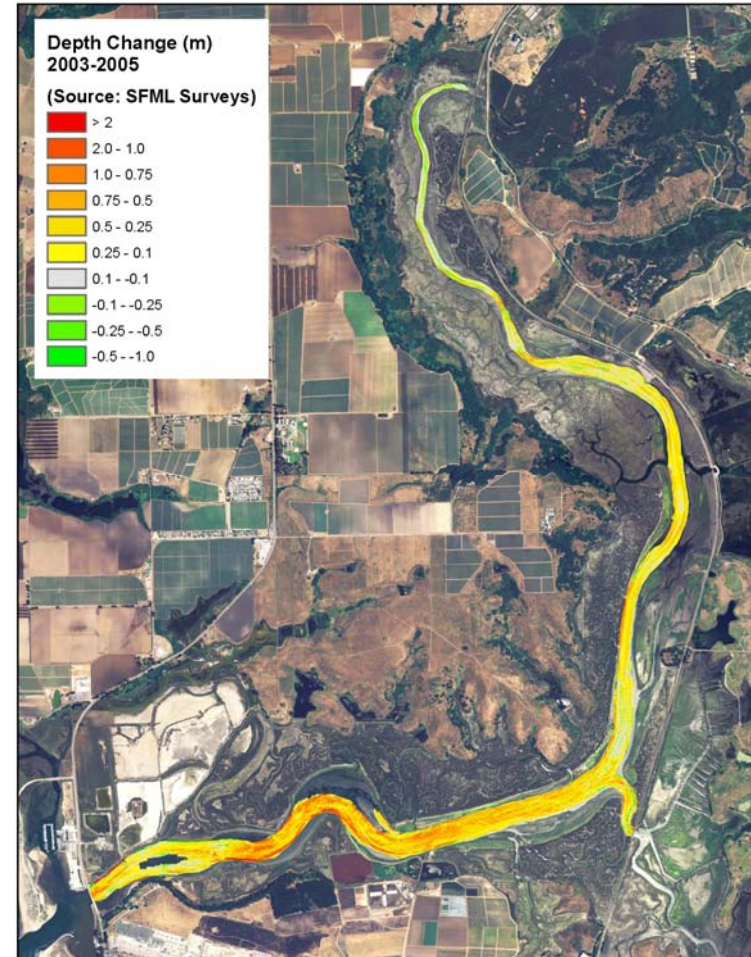 Depth Change (m)
2003-2005
(Source: SFML Surveys)
> 2
2.0 - 1.0
1.0 - 0.75
0.75 - 0.5
0.5 - 0.25
0.25 - 0.1
0.1 - -0.1
-0.1 - -0.25
-0.25 - -0.5
-0.5 - -1.0